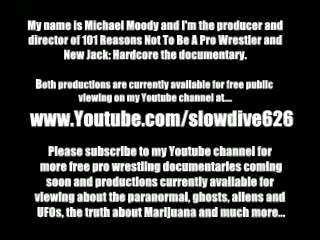 My name is Michael Moody and I'm the producer and
director of 101 Reasons Not To Be A Pro Wrestler and
New Jack: Hardcore the documentary.
Both productions are currently available for free public
viewing on my Youtube channel at....
www.Youtube.com/slowdive626
Please subscribe to my Youtube channel for
more free pro wrestling documentaries coming
soon and productions currently available for
viewing about the paranormal, ghosts, aliens and
UFOs, the truth about Marijuana and much more...